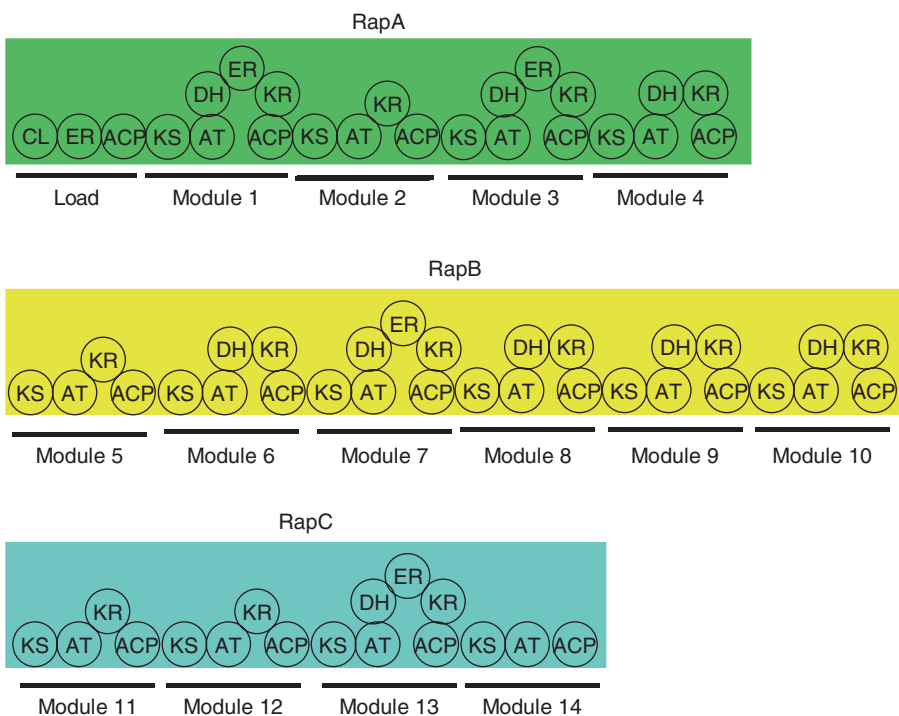 RapA
ER ER
DH KR KR DH KR DH KR
CL ER ACP KS AT ACP KS AT ACP KS AT ACP KS AT ACP
Load Module 1 Module 2 Module 3 Module 4
RapB
ER
KR DH KR DH KR DH KR DH KR DH KR
KS AT ACP KS AT ACP KS AT ACP KS AT ACP KS AT ACP KS AT ACP
Module 5 Module 6 Module 7 Module 8 Module 9 Module 10
RapC
ER
KR KR DH KR
KS AT ACP KS AT ACP KS AT ACP KS AT ACP
Module 11 Module 12 Module 13 Module 14